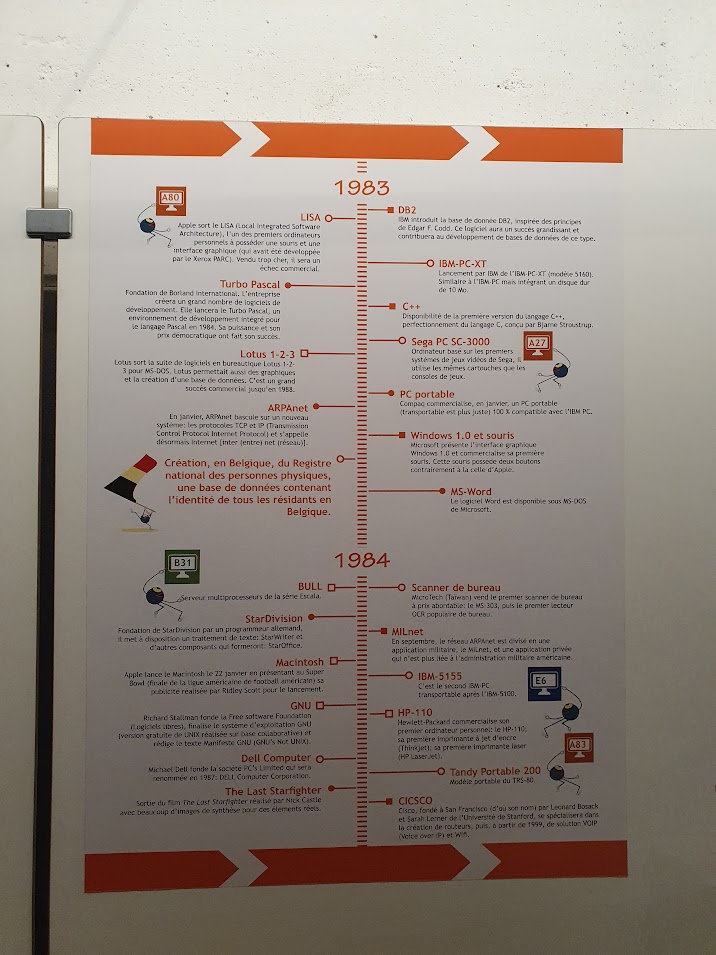 1983
A80
LISA
Apple sort le LISA (Local Integrated Software
Architecture), l'un des premiers ordinateurs
personnels à posséder une souris et une
interface graphique (qui avait été développée
par le Xerox PARC). Vendu trop cher, il sera un
échec commercial.
DB2
IBM introduit la base de donnée DB2, inspirée des principes
de Edgar F. Codd. Ce logiciel aura un succès grandissant et
contribuera au développement de bases de données de ce type.
IBM-PC-XT
Lancement par IBM de l'IBM-PC-XT (modèle 5160).
Similaire à l'IBM-PC mais intégrant un disque dur
de 10 Mo.
Turbo Pascal
Fondation de Borland International. L'entreprise
créera un grand nombre de logiciels de
développement. Elle lancera le Turbo Pascal, un
environnement de développement intégré pour
le langage Pascal en 1984. Sa puissance et son
prix démocratique ont fait son succès.
C++
Disponibilité de la première version du langage C++,
perfectionnement du langage C, conçu par Bjarne Stroustrup.
Sega PC SC-3000
Ordinateur basé sur les premiers
systèmes de jeux vidéos de Sega, il
utilise les mêmes cartouches que les
consoles de jeux.
A27
Lotus 1-2-3
Lotus sort la suite de logiciels en bureautique Lotus 1-2-
3 pour MS-DOS. Lotus permettait aussi des graphiques
et la création d'une base de données. C'est un grand
succès commercial jusqu'en 1988.
PC portable
Compaq commercialise, en janvier, un PC portable
(transportable est plus juste) 100 % compatible avec l'IBM PC.
ARPAnet
En janvier, ARPAnet bascule sur un nouveau
système: les protocoles TCP et IP (Transmission
Control Protocol Internet Protocol) et s'appelle
désormais Internet [inter (entre) net (réseau)].
Windows 1.0 et souris
Microsoft présente l'interface graphique
Windows 1.0 et commercialise sa première
souris. Cette souris possède deux boutons
contrairement à la celle d'Apple.
Création, en Belgique, du Registre
national des personnes physiques,
une base de données contenant
l'identité de tous les résidants en
Belgique.
MS-Word
Le logiciel Word est disponible sous MS-DOS
de Microsoft.
1984
B31
BULL
Serveur multiprocesseurs de la série Escala.
Scanner de bureau
MicroTech (Taiwan) vend le premier scanner de bureau
à prix abordable: le MS-303, puis le premier lecteur
OCR populaire de bureau.
StarDivision
Fondation de StarDivision par un programmeur allemand,
il met à disposition un traitement de texte: StarWriter et
d'autres composants qui formeront: StarOffice.
MILnet
En septembre, le réseau ARPAnet est divisé en une
application militaire, le MILnet, et une application privée
qui n'est plus liée à l'administration militaire américaine.
Macintosh
Apple lance le Macintosh le 22 janvier en présentant au Super
Bowl (finale de la ligue américaine de football américain) sa
publicité réalisée par Ridley Scott pour le lancement.
IBM-5155
C'est le second IBM-PC
transportable après l'IBM-5100.
E6
GNU
Richard Stallman fonde la Free software Foundation
(Logiciels libres), finalise le système d'exploitation GNU
(version gratuite de UNIX réalisée sur base collaborative) et
rédige le texte Manifeste GNU (GNU's Not UNIX).
HP-110
Hewlett-Packard commercialise son
premier ordinateur personnel: le HP-110;
sa première imprimante à jet d'encre
(ThinkJet); sa première imprimante laser
(HP LaserJet).
A83
Dell Computer
Michael Dell fonde la société PC's Limited qui sera
renommée en 1987: DELL Computer Corporation.
Tandy Portable 200
Modèle portable du TRS-80.
The Last Starfighter
Sortie du film The Last Starfighter réalisé par Nick Castle
avec beaucoup d'images de synthèse pour des éléments réels.
CICSCO
Cisco, fondé à San Francisco (d'où son nom) par Leonard Bosack
et Sarah Lerner de l'Université de Stanford, se spécialisera dans
la création de routeurs, puis, à partir de 1999, de solution VOIP
(Voice over IP) et Wifi.